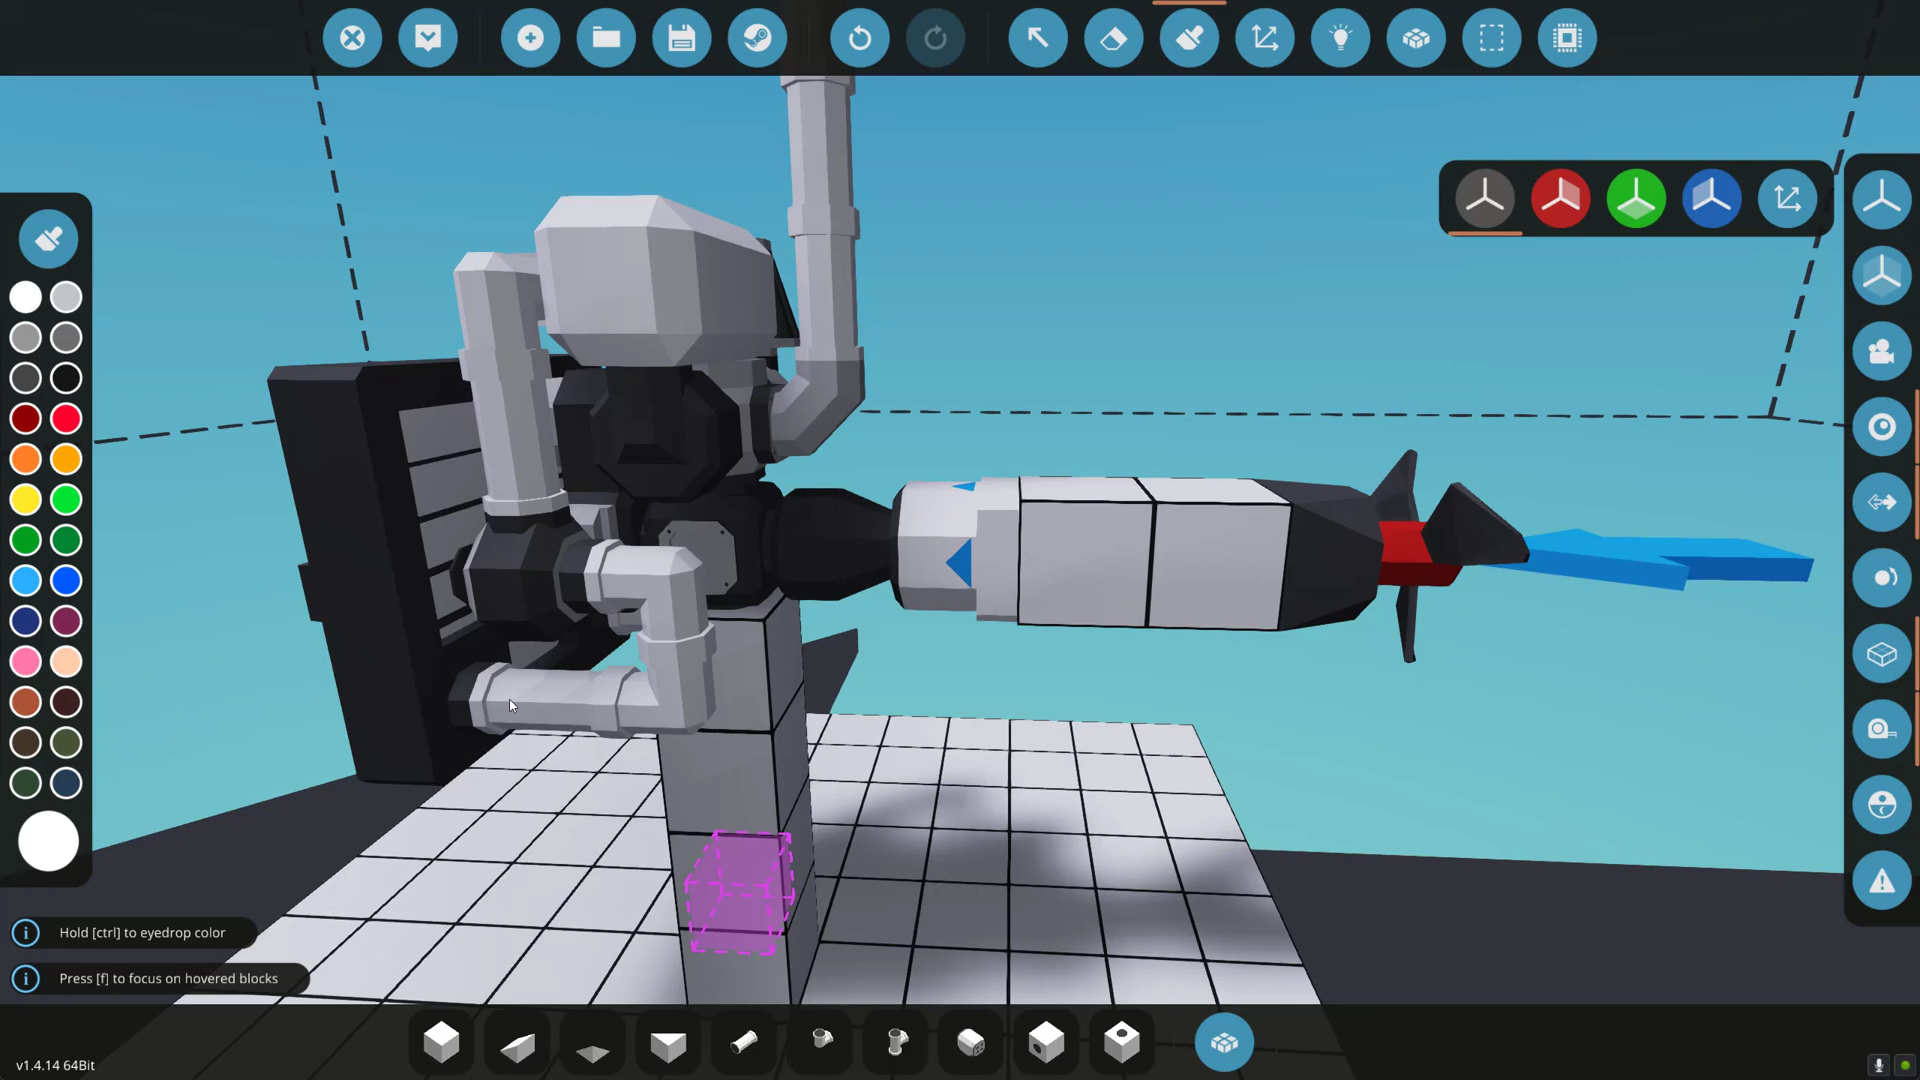 Hold [ctrl] to eyedrop color
Press [f] to focus on hovered blocks
v1.4.14 64Bit